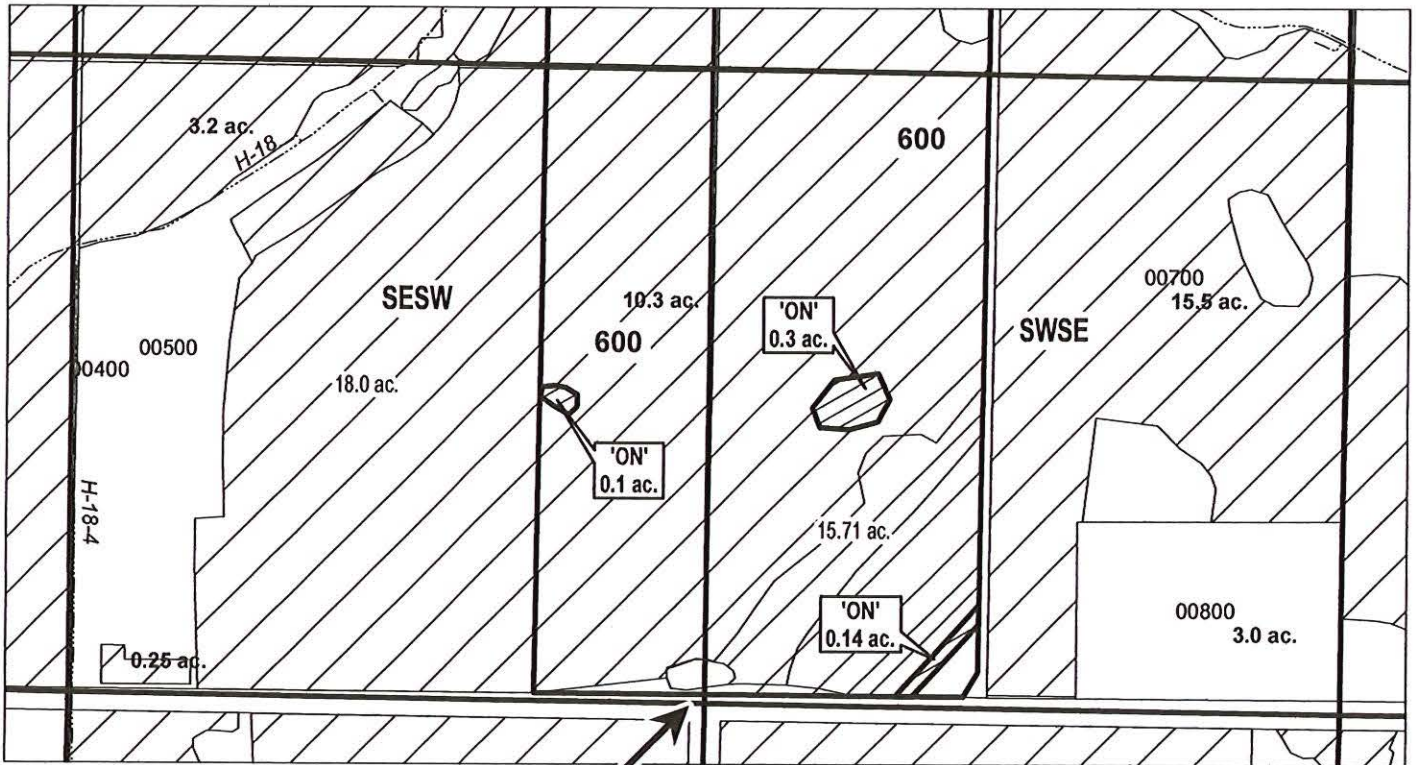 600
3.2 ac.
H-18
SESW
10.3 ac.
00700
15.5 ac.
'ON'
0.3 ac.
SWSE
600
00500
00400
18.0 ac.
'ON'
0.1 ac.
H-18-4
15.71 ac.
'ON'
0.14 ac.
00800
3.0 ac.
0.25 ac.